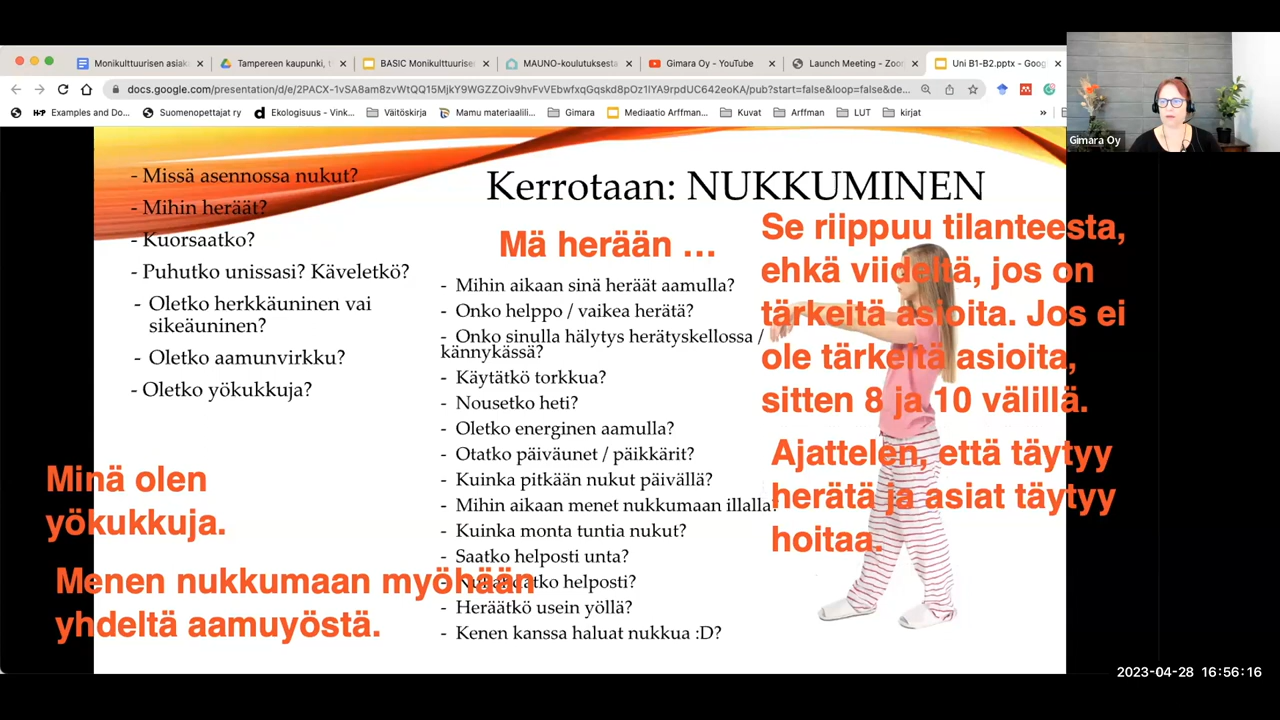 Monikulttuurisen asiak
Tampereen kaupunki, t
BASIC Monikulttuurise
MAUNO-koulutuksesta
Gimara Oy - YouTube
Launch Meeting - Zoo
Uni B1-B2.pptx - Goog
docs.google.com/presentation/d/e/2PACX-1vSA8am8zvWtQQ15MjkY9WGZZOiv9hvFvVEbwfxqGqskd8pOz1lYA9rpdUC642eoKA/pub?start=false&loop=false&de...
Examples and Do...
Suomenopettajat ry
Ekologisuus - Vink...
Väitöskirja
Mamu materiaalili...
Gimara
Mediaatio Arffman...
Kuvat
Arffman
LUT
kirjat
»
Gimara Oy
- Missä asennossa nukut?
- Mihin heräät?
- Kuorsaatko?
- Puhutko unissasi? Käveletkö?
- Oletko herkkäuninen vai
sikeäuninen?
- Oletko aamunvirkku?
- Oletko yökukkuja?
Minä olen
yökukkuja.
Menen nukkumaan myöhään
yhdeltä aamuyöstä.
Kerrotaan: NUKKUMINEN
Mä herään ...
- Mihin aikaan sinä heräät aamulla?
- Onko helppo / vaikea herätä?
- Onko sinulla hälytys herätyskellossa /
kännykässä?
- Käytätkö torkkua?
- Nousetko heti?
- Oletko energinen aamulla?
- Otatko päiväunet / päikkärit?
- Kuinka pitkään nukut päivällä?
- Mihin aikaan menet nukkumaan illalla?
- Kuinka monta tuntia nukut?
- Saatko helposti unta?
- helposti?
- Heräätkö usein yöllä?
- Kenen kanssa haluat nukkua :D?
Se riippuu tilanteesta,
ehkä viideltä, jos on
tärkeitä asioita. Jos ei
ole tärkeitä asioita,
sitten 8 ja 10 välillä.
Ajattelen, että täytyy
herätä ja asiat täytyy
hoitaa.
2023-04-28 16:56:16